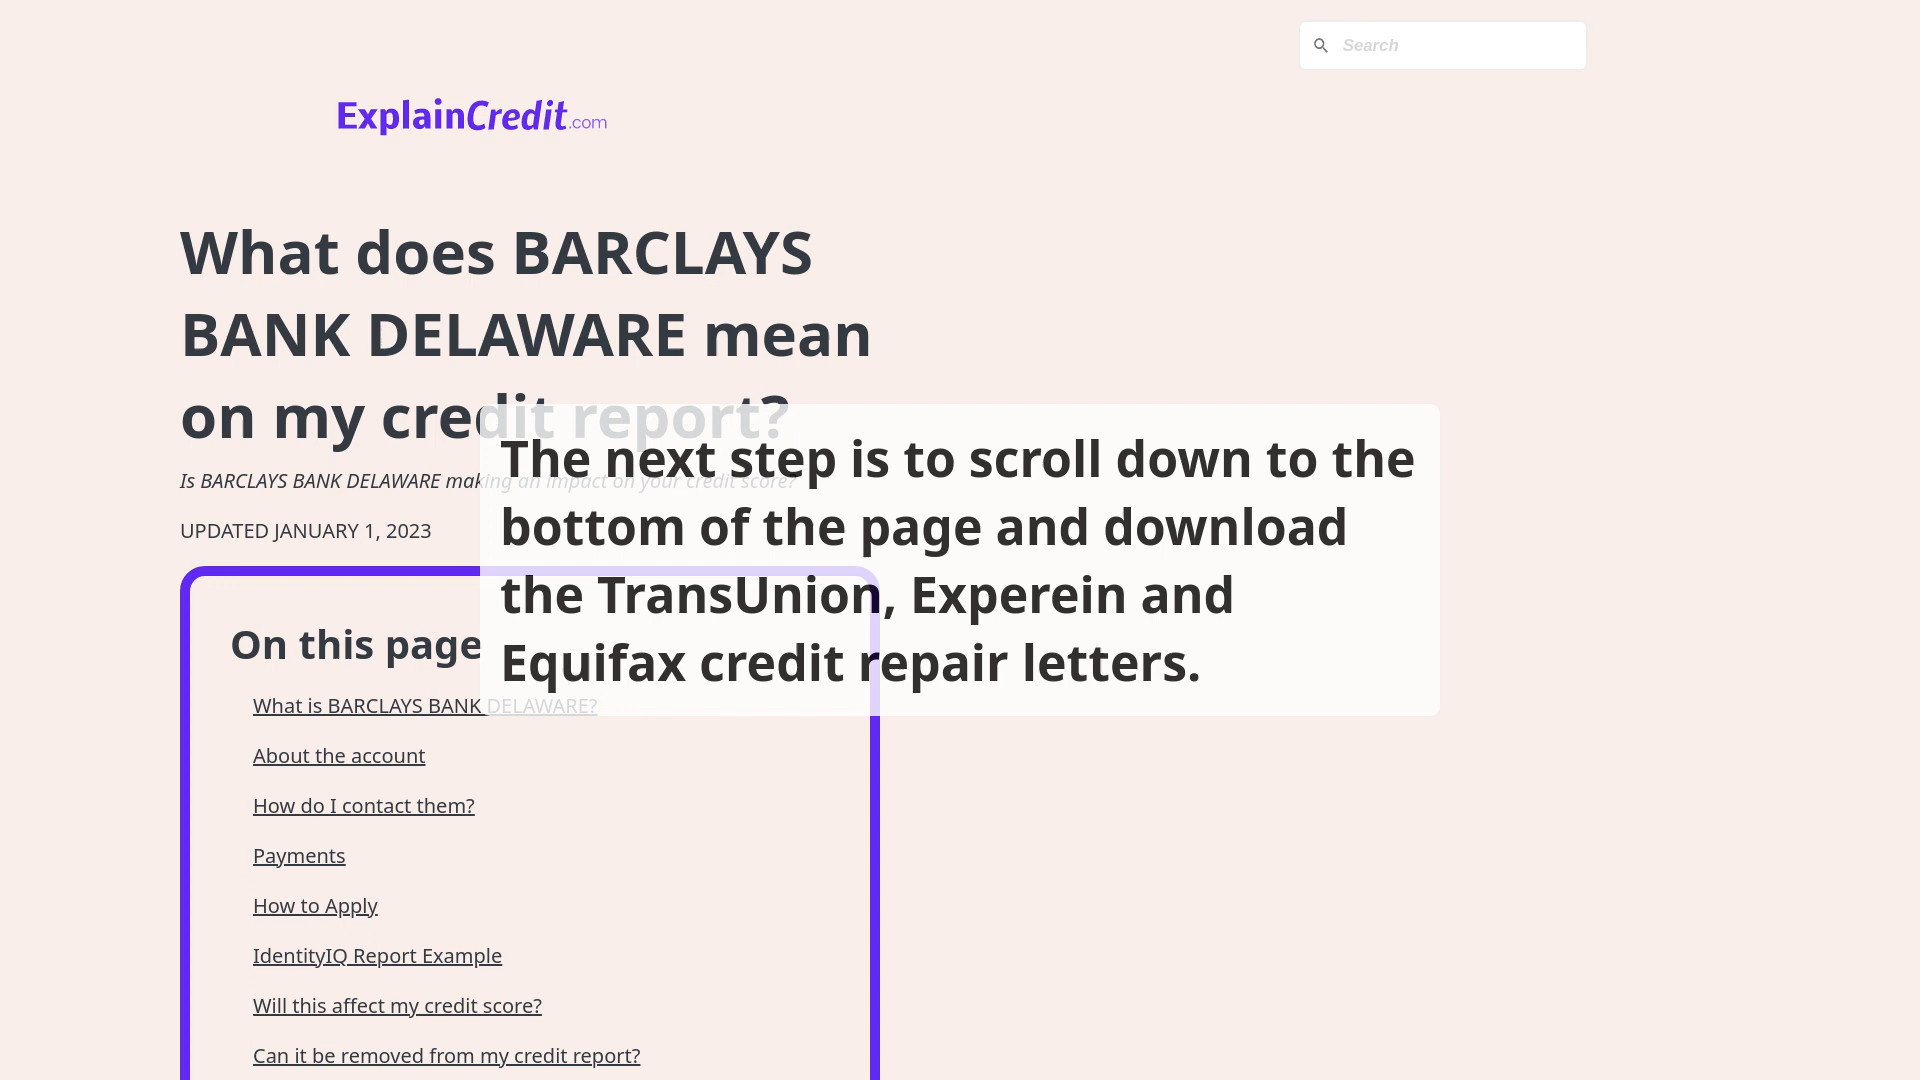 Search
ExplainCredit.com
What does BARCLAYS
BANK DELAWARE mean
on my credit report?
Is BARCLAYS BANK DELAWARE making an impact on your credit score?
UPDATED JANUARY 1, 2023
The next step is to scroll down to the
bottom of the page and download
the TransUnion, Experein and
Equifax credit repair letters.
On this page
What is BARCLAYS BANK DELAWARE?
About the account
How do I contact them?
Payments
How to Apply
IdentityIQ Report Example
Will this affect my credit score?
Can it be removed from my credit report?